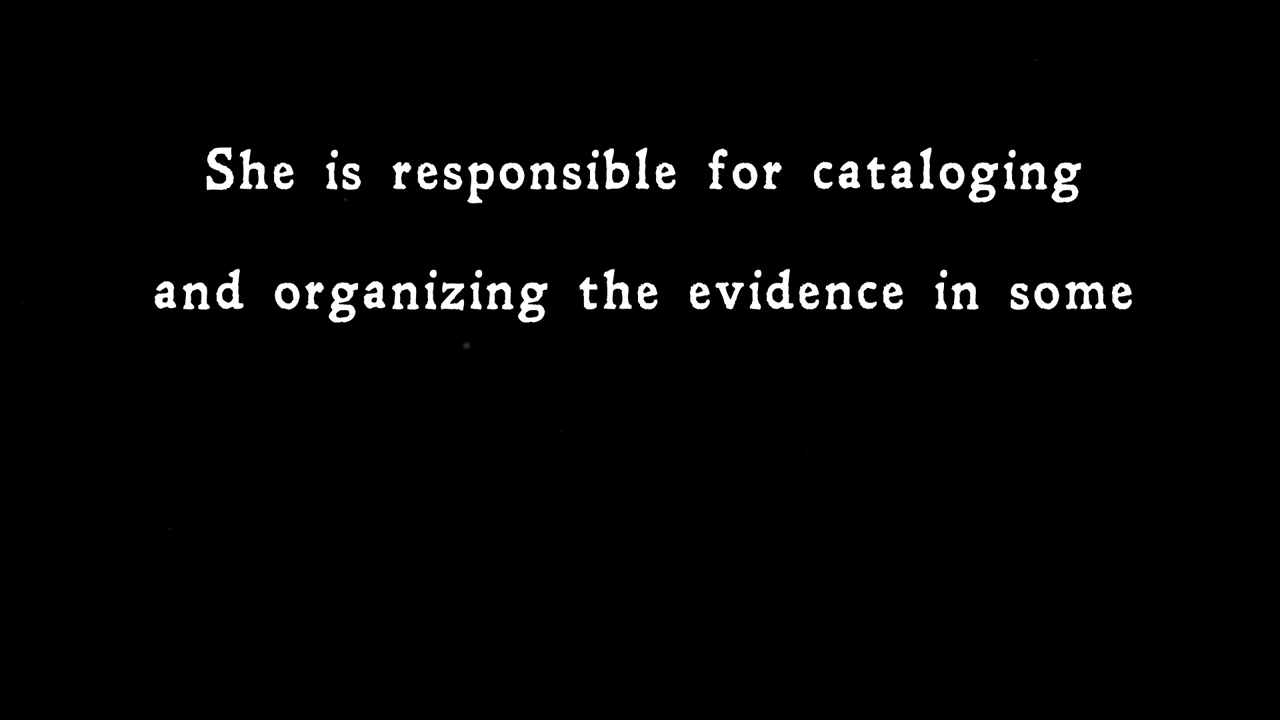 She is responsible for cataloging
and organizing the evidence in some